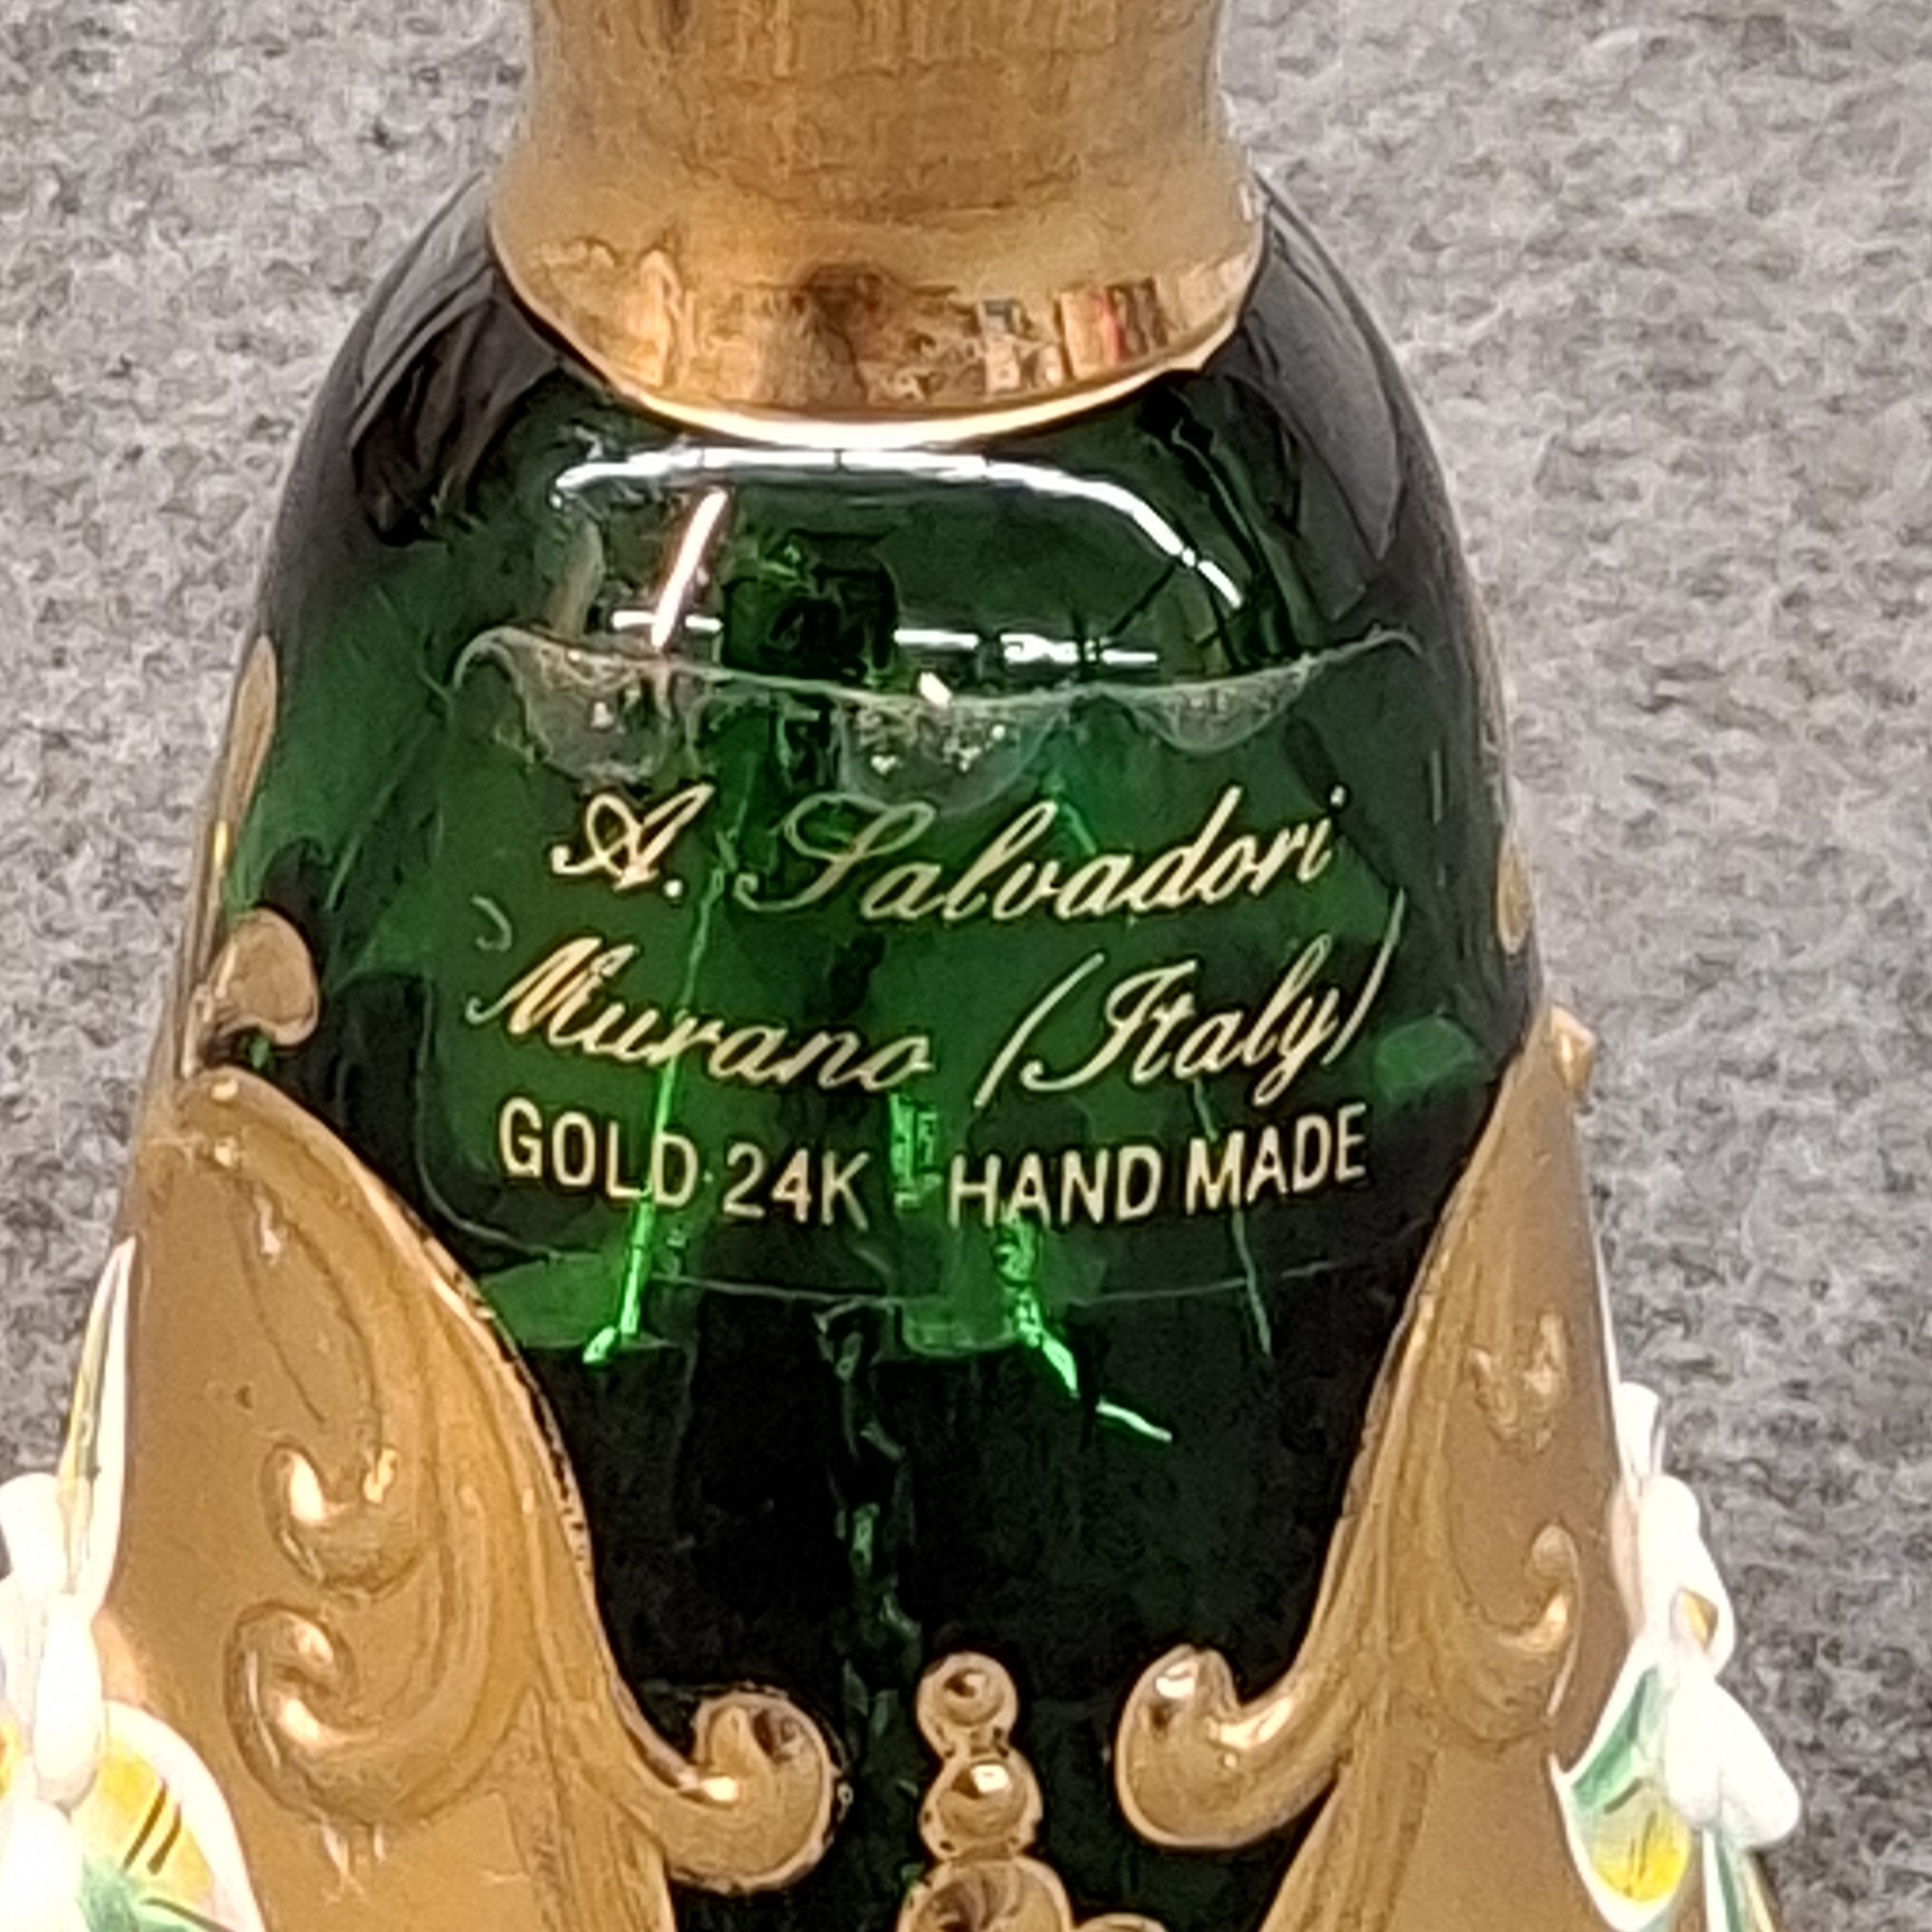 A. Salvadori
Murano (Italy)
GOLD 24K HAND MADE